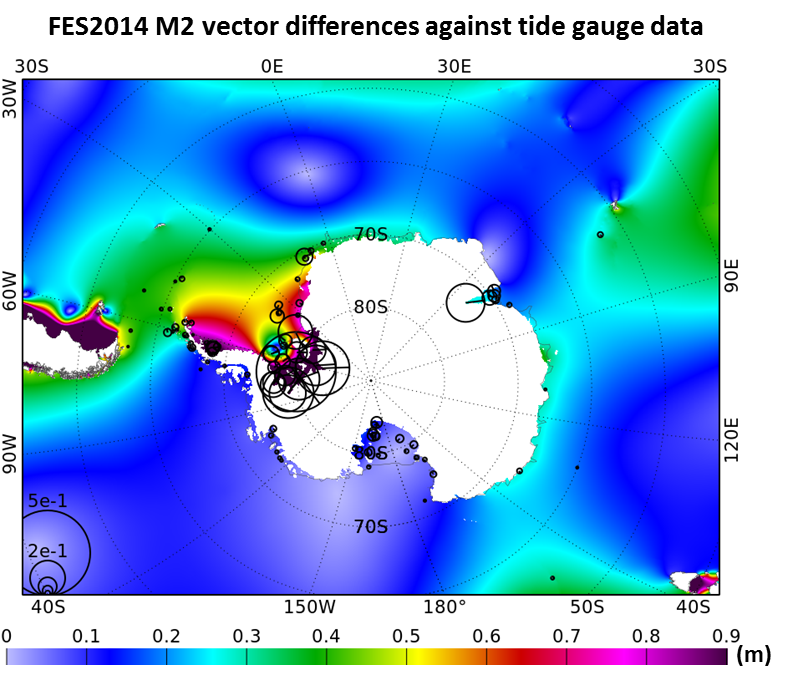 FES2014 M2 vector differences against tide gauge data
30S 0E 30E 30S
30W
70S
60W
90E
80S
90W
120E
80S
5e-1
70S
2e-1
40S 150W 180° 50S 40S
0 0.1 0.2 0.3 0.4 0.5 0.6 0.7 0.8 0.9 (m)